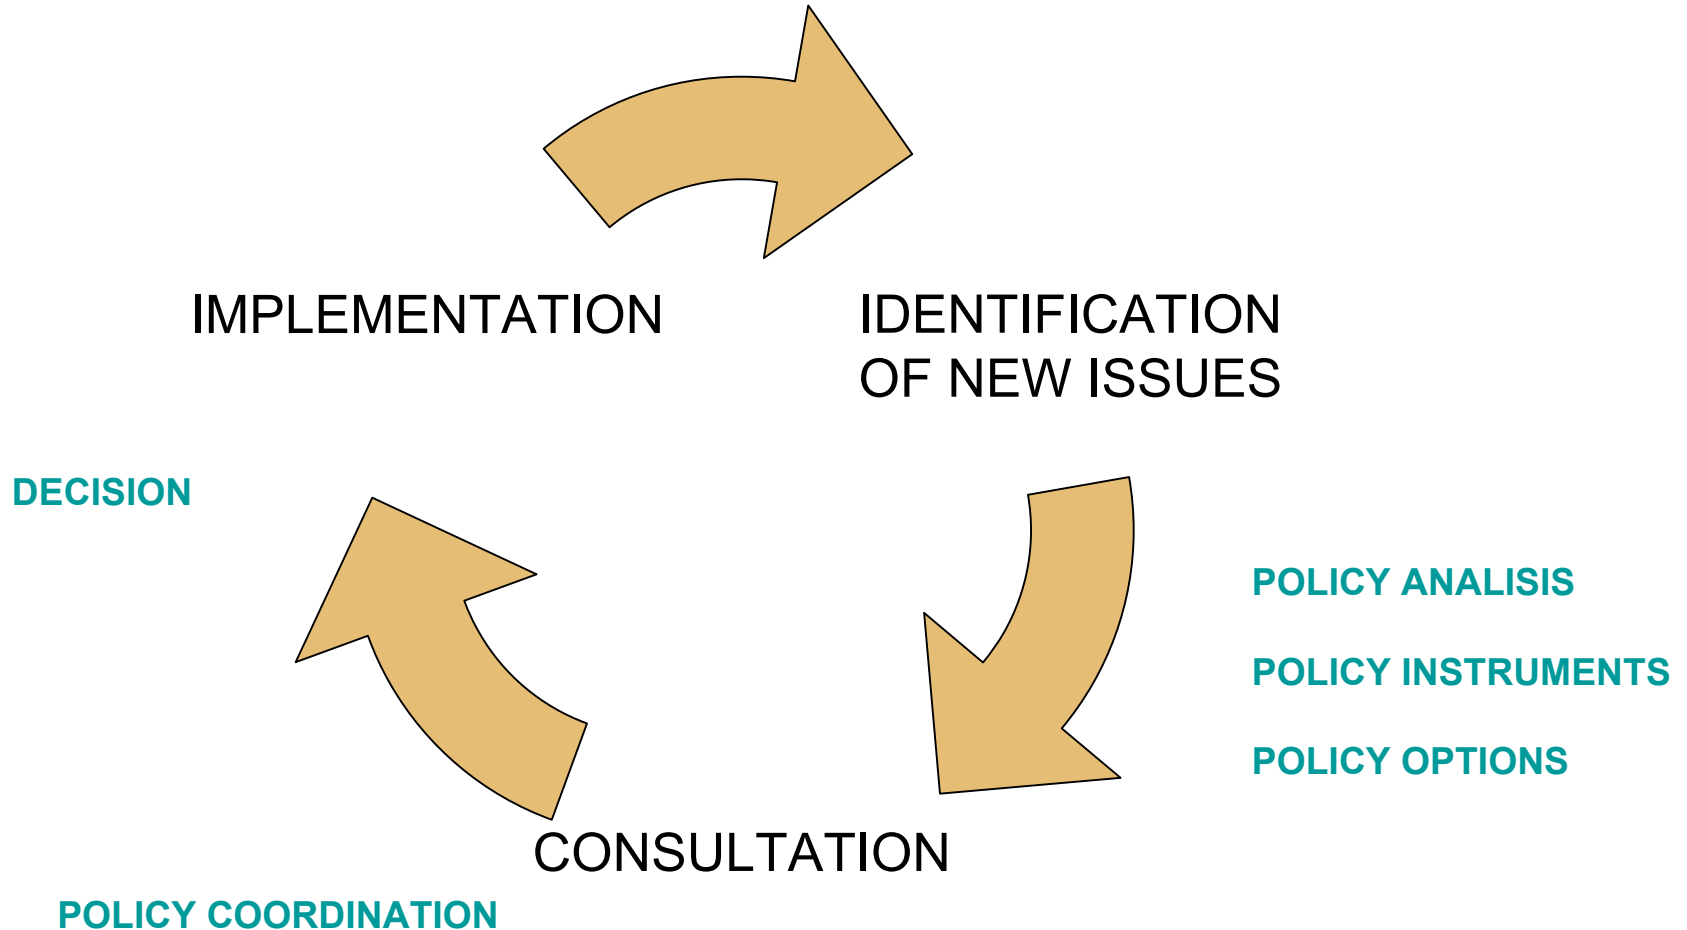 IMPLEMENTATION
IDENTIFICATION
OF NEW ISSUES
DECISION
POLICY ANALISIS
POLICY INSTRUMENTS
POLICY OPTIONS
CONSULTATION
POLICY COORDINATION